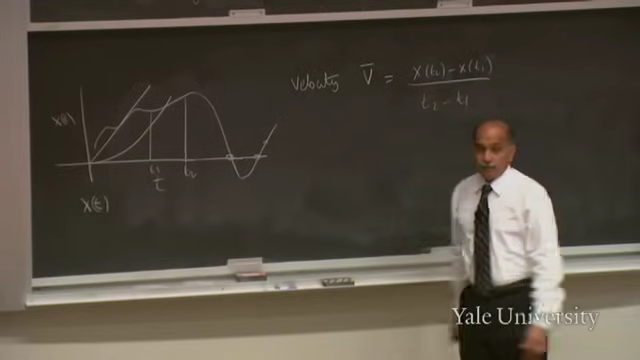 Velocity V̄ = X(t₂) - X(t₁)
t₂ - t₁
X(t)
t₁ t₂
t
X(t)
Yale University